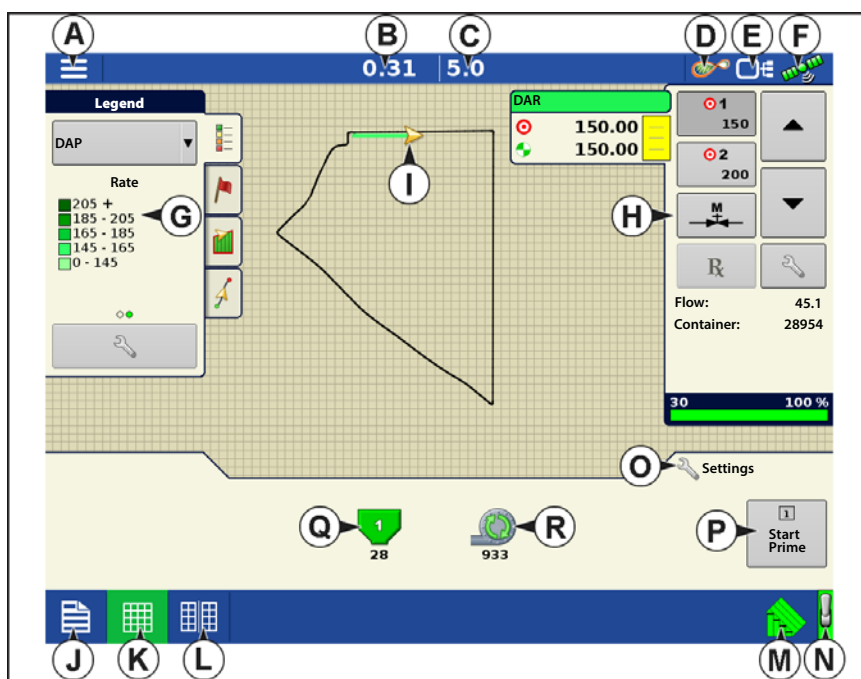 A
B
C
D
E
F
0.31
5.0
Legend
DAP
Rate
205 +
185 - 205
165 - 185
145 - 165
0 - 145
G
I
DAR
150.00
150.00
1
150
2
200
H
M
Rx
Flow: 45.1
Container: 28954
30 100 %
O
Settings
Q
1
28
R
933
P
1
Start
Prime
J
K
L
M
N